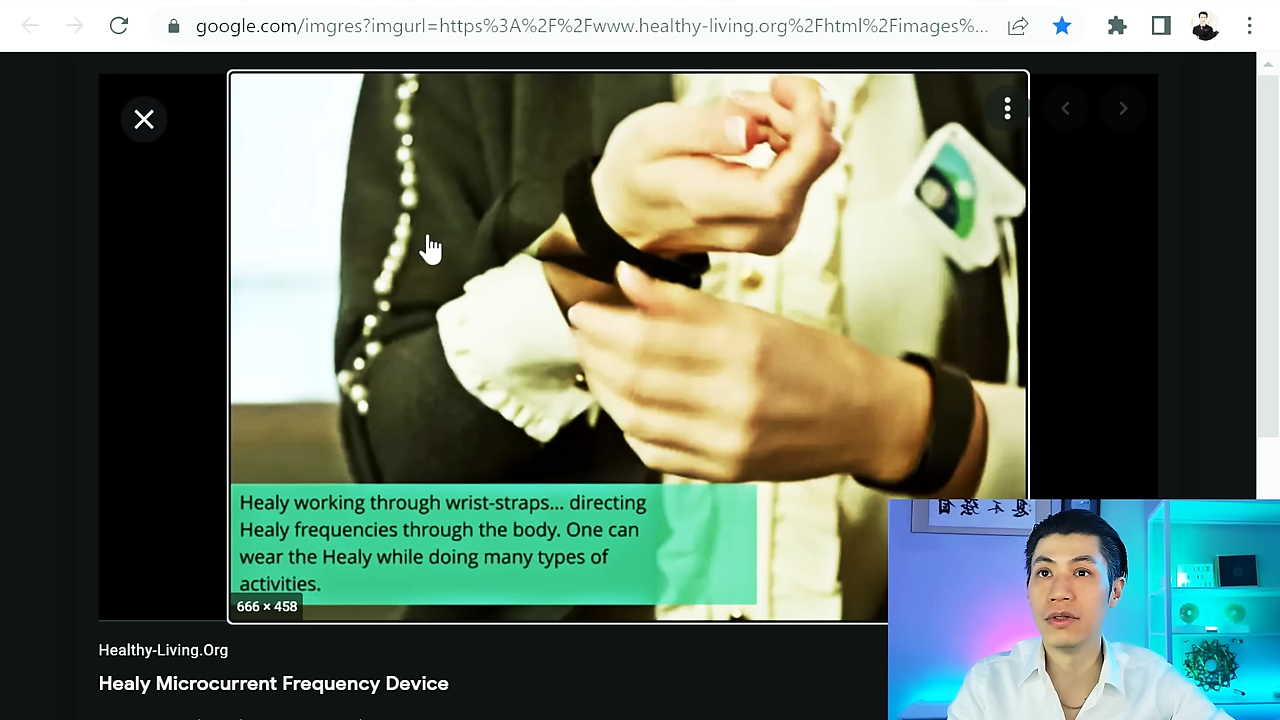 google.com/imgres?imgurl=https%3A%2F%2Fwww.healthy-living.org%2Fhtml%2Fimages%...
Healy working through wrist-straps... directing
Healy frequencies through the body. One can
wear the Healy while doing many types of
activities.
666 × 458
Healthy-Living.Org
Healy Microcurrent Frequency Device